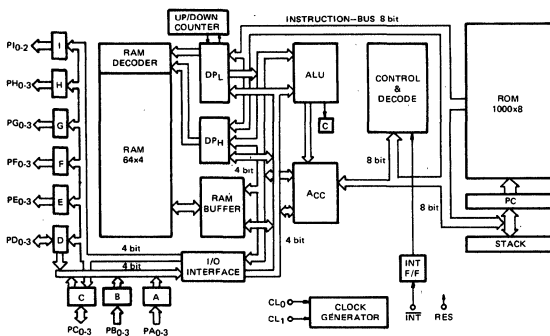 UP/DOWN
COUNTER
INSTRUCTION-BUS 8 bit
PI0-2
I
RAM
DECODER
DPL
ALU
CONTROL
&
DECODE
ROM
1000x8
PH0-3
H
PG0-3
G
RAM
64x4
DPH
C
PF0-3
F
4 bit
8 bit
8 bit
PE0-3
E
RAM
BUFFER
ACC
PC
PD0-3
D
8 bit
STACK
4 bit
4 bit
4 bit
I/O
INTERFACE
INT
F/F
C
B
A
CL0
CL1
CLOCK
GENERATOR
INT
RES
PC0-3
PB0-3
PA0-3